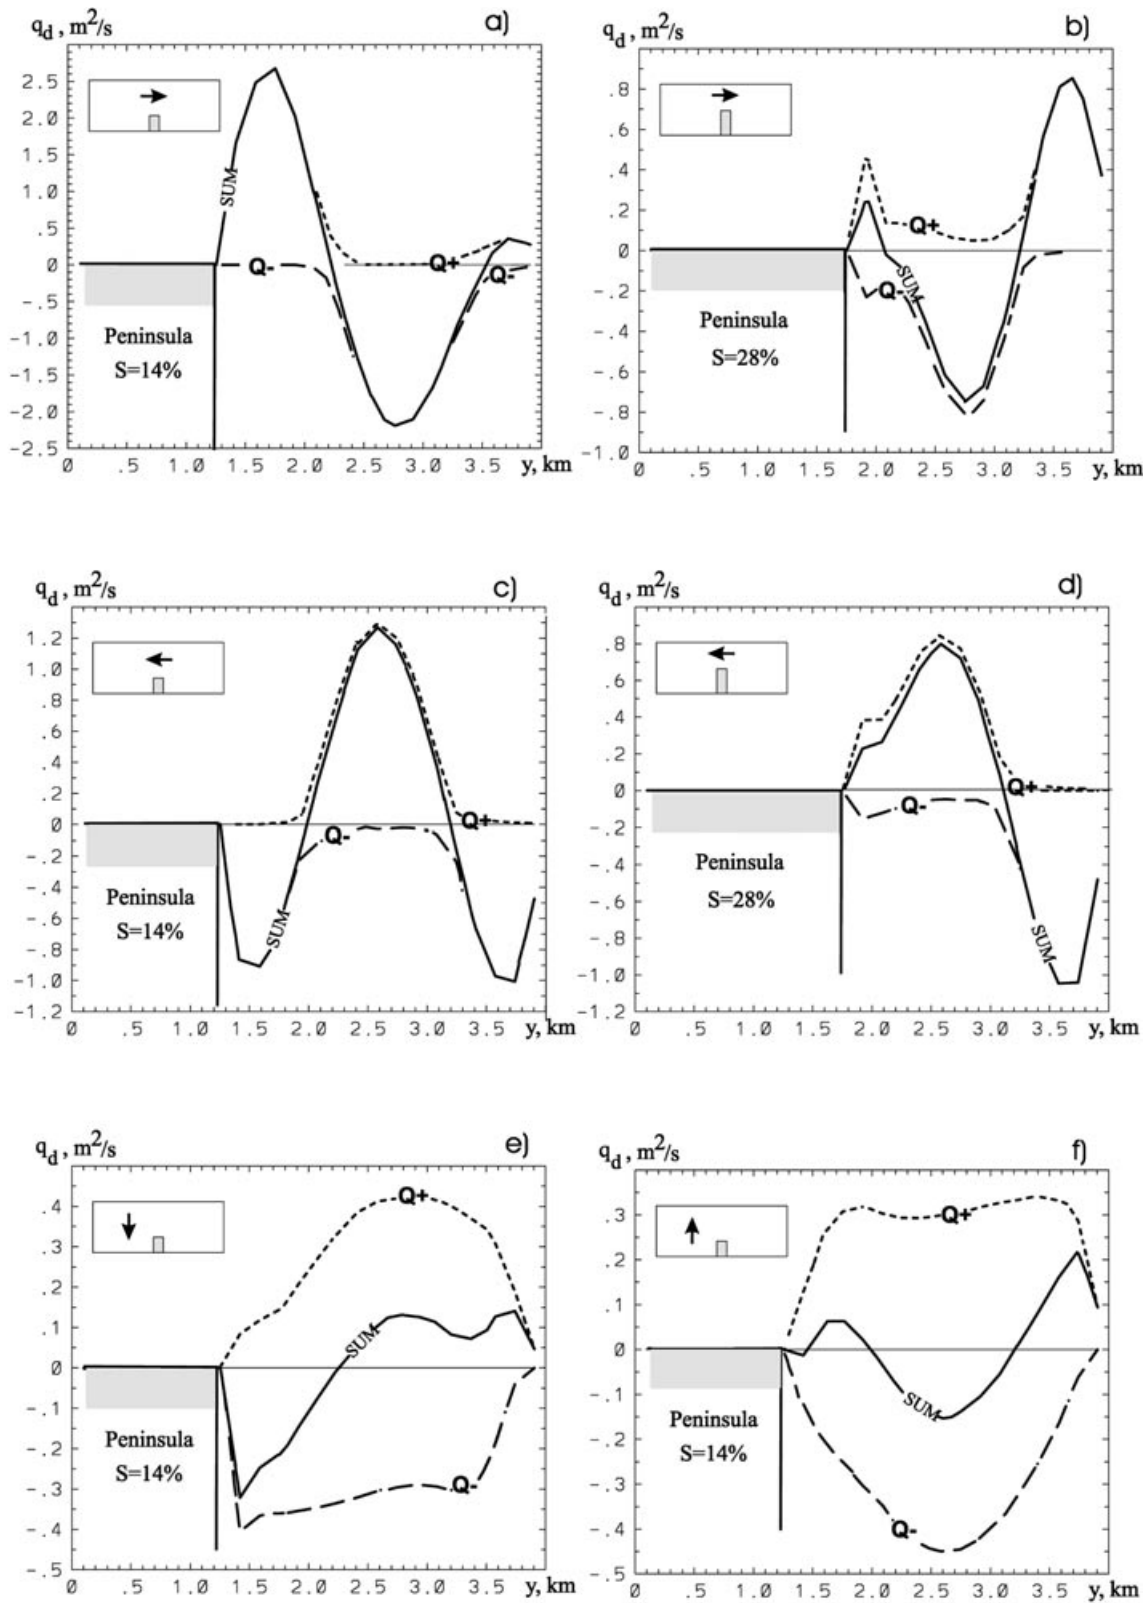 q_d , m²/s a)
2.5
2.0
1.5
1.0
.5
0
-.5
-1.0
-1.5
-2.0
-2.5
SUM
Q-
Q+
Q-
Peninsula
S=14%
0 .5 1.0 1.5 2.0 2.5 3.0 3.5 y, km
q_d , m²/s b)
.8
.6
.4
.2
0
-.2
-.4
-.6
-.8
-1.0
Q+
SUM
Q-
Peninsula
S=28%
0 .5 1.0 1.5 2.0 2.5 3.0 3.5 y, km
q_d , m²/s c)
1.2
1.0
.8
.6
.4
.2
0
-.2
-.4
-.6
-.8
-1.0
-1.2
Q+
Q-
SUM
Peninsula
S=14%
0 .5 1.0 1.5 2.0 2.5 3.0 3.5 y, km
q_d , m²/s d)
.8
.6
.4
.2
0
-.2
-.4
-.6
-.8
-1.0
-1.2
Q+
Q-
SUM
Peninsula
S=28%
0 .5 1.0 1.5 2.0 2.5 3.0 3.5 y, km
q_d , m²/s e)
.4
.3
.2
.1
0
-.1
-.2
-.3
-.4
-.5
Q+
SUM
Q-
Peninsula
S=14%
0 .5 1.0 1.5 2.0 2.5 3.0 3.5 y, km
q_d , m²/s f)
.3
.2
.1
0
-.1
-.2
-.3
-.4
-.5
Q+
SUM
Q-
Peninsula
S=14%
0 .5 1.0 1.5 2.0 2.5 3.0 3.5 y, km